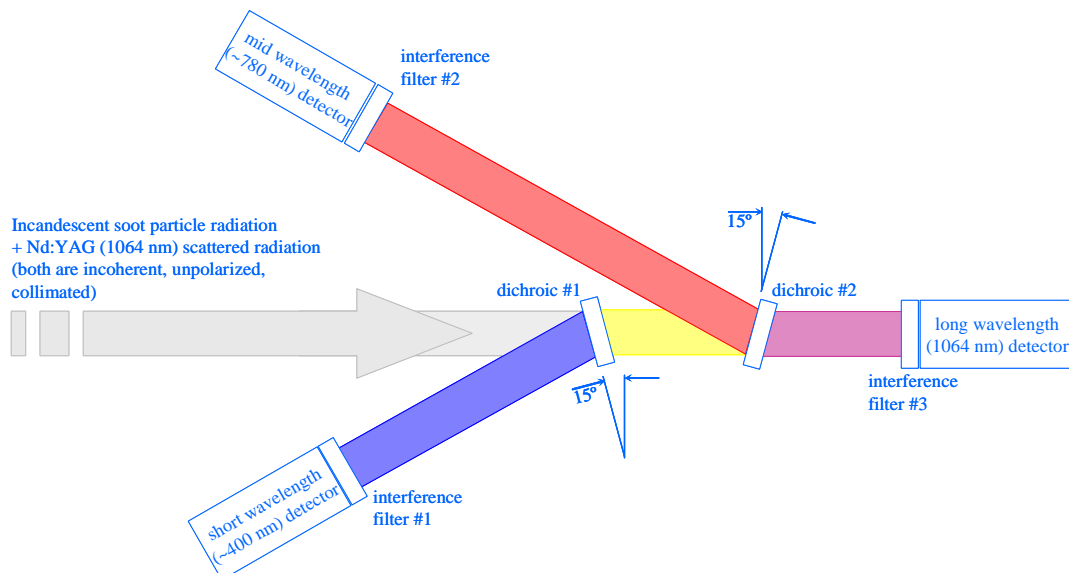 mid wavelength
(~780 nm) detector
interference
filter #2
Incandescent soot particle radiation
+ Nd:YAG (1064 nm) scattered radiation
(both are incoherent, unpolarized,
collimated)
15º
dichroic #1
dichroic #2
long wavelength
(1064 nm) detector
interference
filter #3
15º
short wavelength
(~400 nm) detector
interference
filter #1